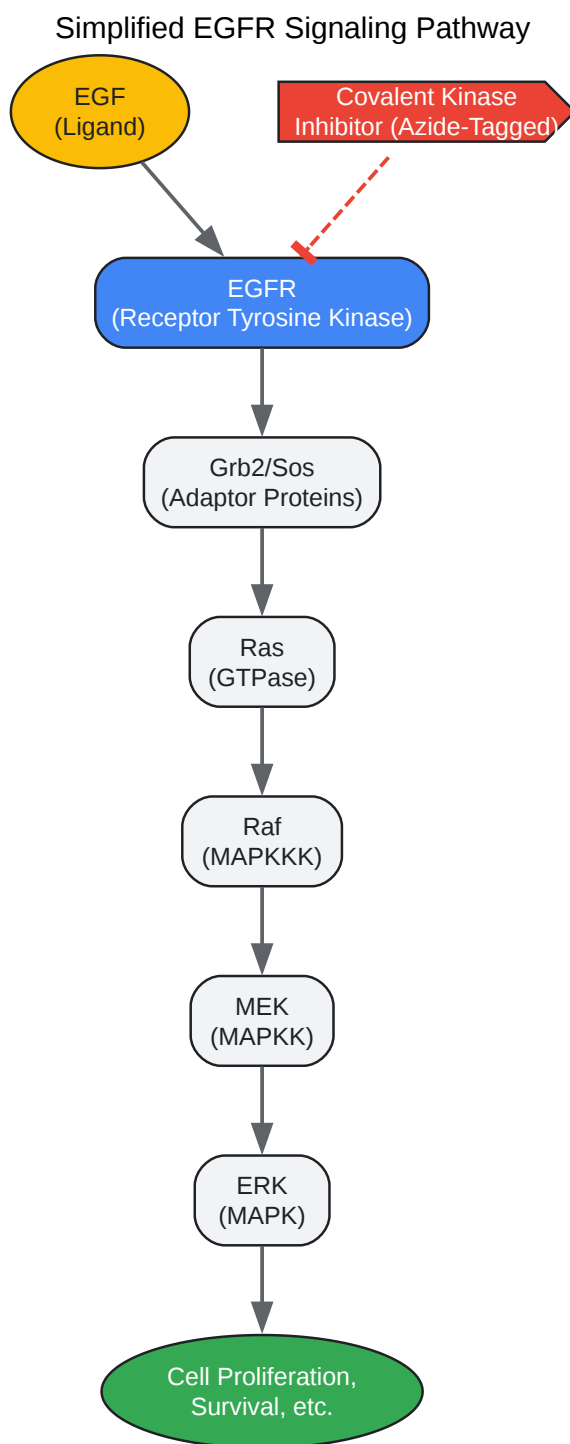 Simplified EGFR Signaling Pathway
EGF
(Ligand)
Covalent Kinase
Inhibitor (Azide-Tagged)
EGFR
(Receptor Tyrosine Kinase)
Grb2/Sos
(Adaptor Proteins)
Ras
(GTPase)
Raf
(MAPKKK)
MEK
(MAPKK)
ERK
(MAPK)
Cell Proliferation,
Survival, etc.